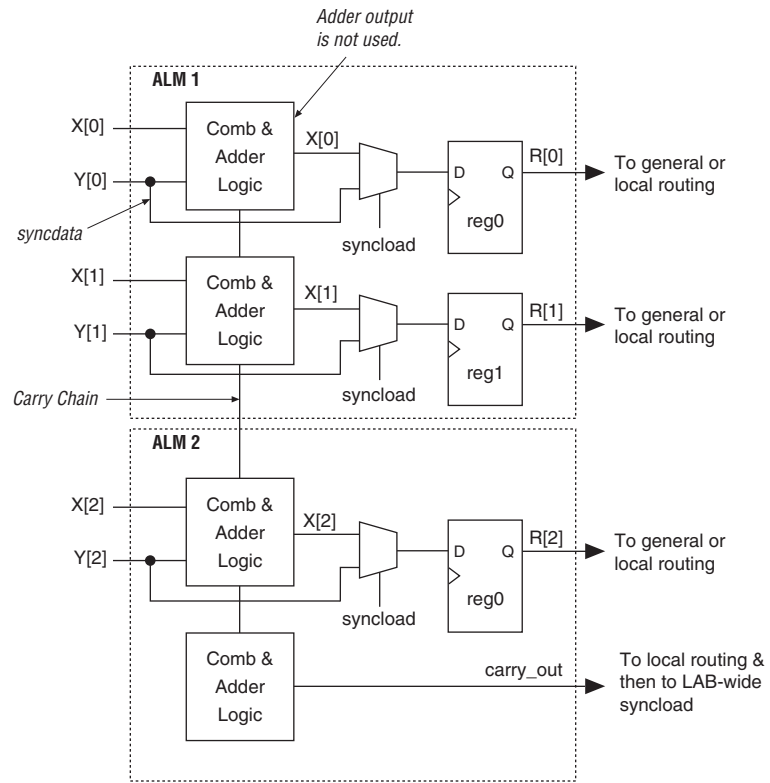 Adder output
is not used.
ALM 1
X[0]
Comb &
Adder
Logic
X[0]
Y[0]
syncdata
syncload
D Q
reg0
R[0]
To general or
local routing
X[1]
Comb &
Adder
Logic
X[1]
Y[1]
syncload
D Q
reg1
R[1]
To general or
local routing
Carry Chain
ALM 2
X[2]
Comb &
Adder
Logic
X[2]
Y[2]
syncload
D Q
reg0
R[2]
To general or
local routing
Comb &
Adder
Logic
carry_out
To local routing &
then to LAB-wide
syncload